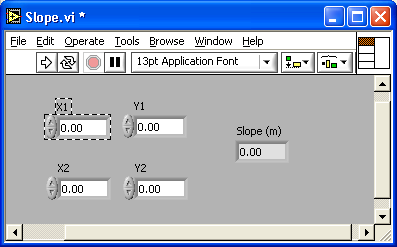 Slope.vi *
File Edit Operate Tools Browse Window Help
13pt Application Font
X1 Y1
0.00 0.00
Slope (m)
0.00
X2 Y2
0.00 0.00